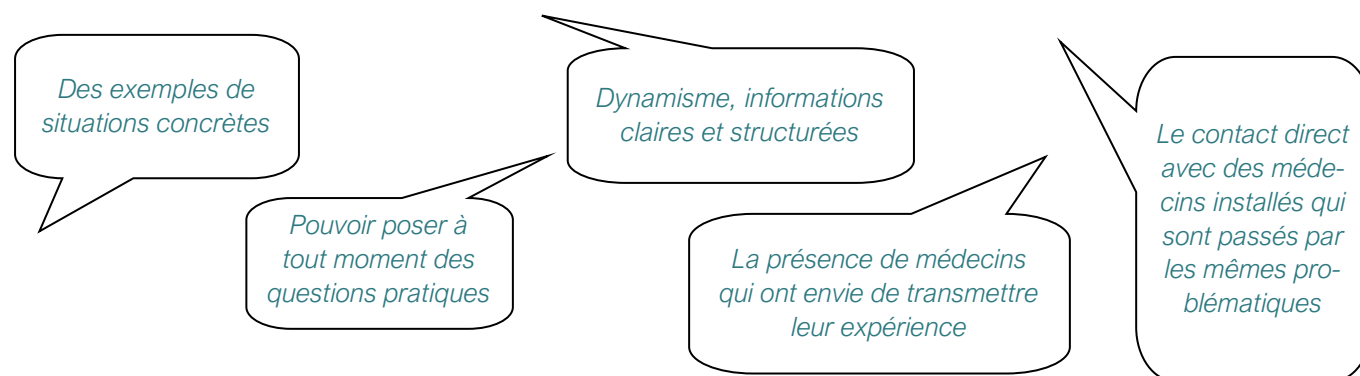 Des exemples de
situations concrètes
Pouvoir poser à
tout moment des
questions pratiques
Dynamisme, informations
claires et structurées
La présence de médecins
qui ont envie de transmettre
leur expérience
Le contact direct
avec des méde-
cins installés qui
sont passés par
les mêmes pro-
blématiques